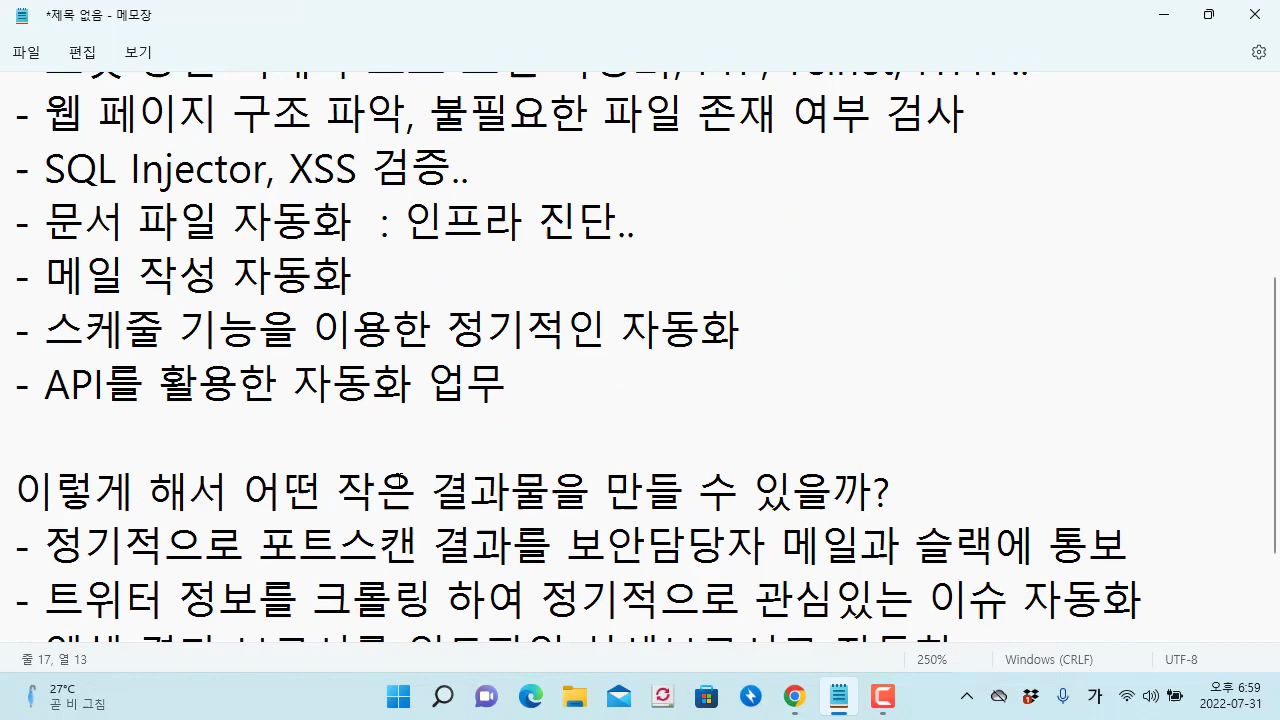 *제목 없음 - 메모장
파일 편집 보기
- 웹 페이지 구조 파악, 불필요한 파일 존재 여부 검사
- SQL Injector, XSS 검증..
- 문서 파일 자동화  : 인프라 진단..
- 메일 작성 자동화
- 스케줄 기능을 이용한 정기적인 자동화
- API를 활용한 자동화 업무
이렇게 해서 어떤 작은 결과물을 만들 수 있을까?
- 정기적으로 포트스캔 결과를 보안담당자 메일과 슬랙에 통보
- 트위터 정보를 크롤링 하여 정기적으로 관심있는 이슈 자동화
줄 17, 열 13 250% Windows (CRLF) UTF-8
27°C
곧 비 그침
가
오후 6:59
2022-07-31